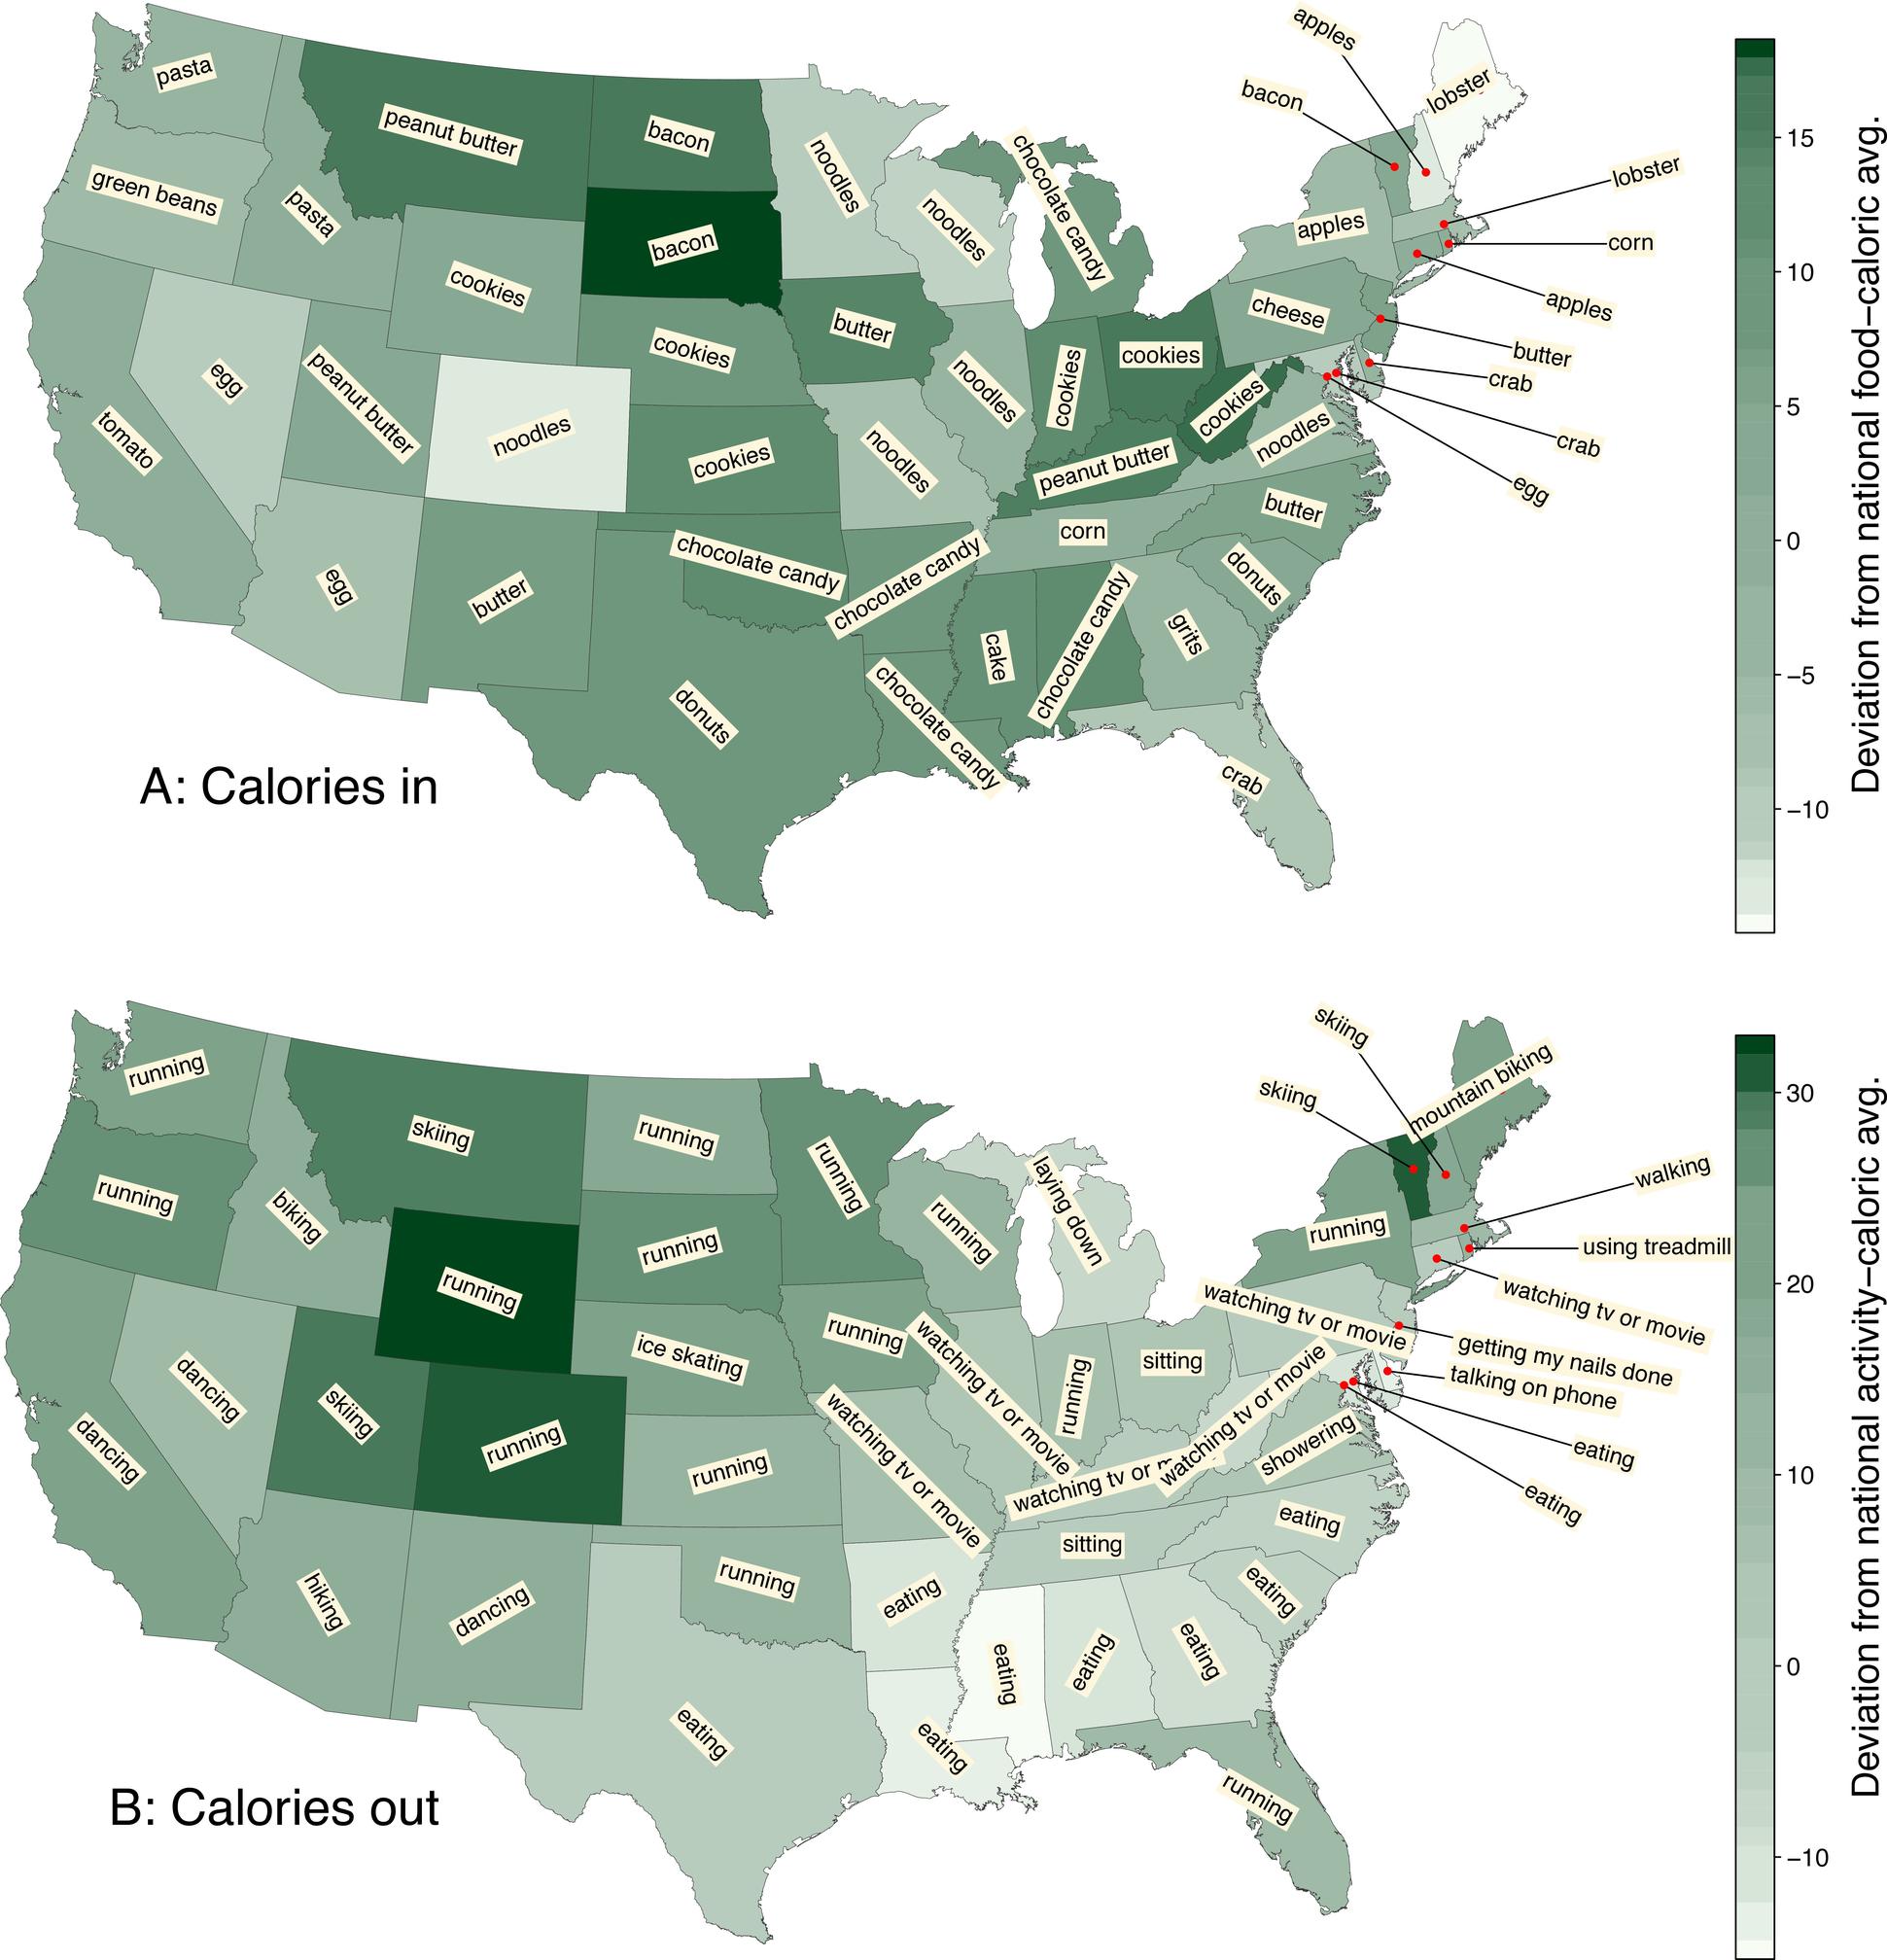 apples
bacon
lobster
pasta
peanut butter
bacon
noodles
chocolate candy
lobster
green beans
pasta
bacon
noodles
apples
corn
cookies
cheese
apples
butter
cookies
butter
egg
peanut butter
noodles
cookies
cookies
crab
tomato
noodles
cookies
noodles
peanut butter
cookies
noodles
crab
egg
butter
corn
chocolate candy
chocolate candy
donuts
egg
butter
cake
chocolate candy
grits
donuts
chocolate candy
crab
A: Calories in
15
10
5
0
−5
−10
Deviation from national food−caloric avg.
skiing
skiing
mountain biking
running
skiing
running
running
laying down
walking
running
biking
running
running
running
using treadmill
running
watching tv or movie
watching tv or movie
getting my nails done
talking on phone
running
ice skating
watching tv or movie
running
sitting
watching tv or movie
dancing
skiing
running
dancing
running
watching tv or movie
watching tv or m
showering
eating
eating
sitting
eating
hiking
dancing
running
eating
eating
eating
eating
eating
eating
eating
running
B: Calories out
30
20
10
0
−10
Deviation from national activity−caloric avg.